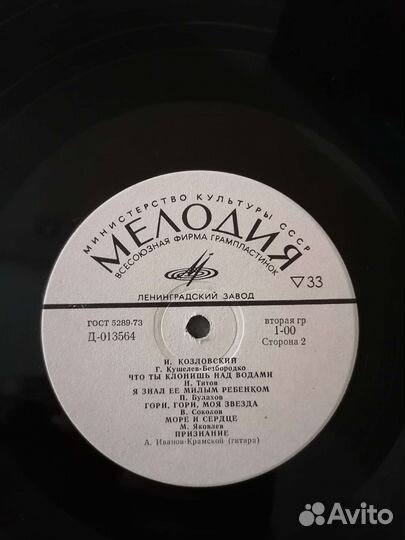 МИНИСТЕРСТВО КУЛЬТУРЫ СССР
МЕЛОДИЯ
ВСЕСОЮЗНАЯ ФИРМА ГРАМПЛАСТИНОК
▽33
ЛЕНИНГРАДСКИЙ ЗАВОД
ГОСТ 5289-73
Д-013564
вторая гр
1-00
Сторона 2
И. КОЗЛОВСКИЙ
Г. Кушелев-Безбородко
ЧТО ТЫ КЛОНИШЬ НАД ВОДАМИ
Н. Титов
Я ЗНАЛ ЕЕ МИЛЫМ РЕБЕНКОМ
П. Булахов
ГОРИ, ГОРИ, МОЯ ЗВЕЗДА
В. Соколов
МОРЕ И СЕРДЦЕ
М. Яковлев
ПРИЗНАНИЕ
А. Иванов-Крамской (гитара)
Avito